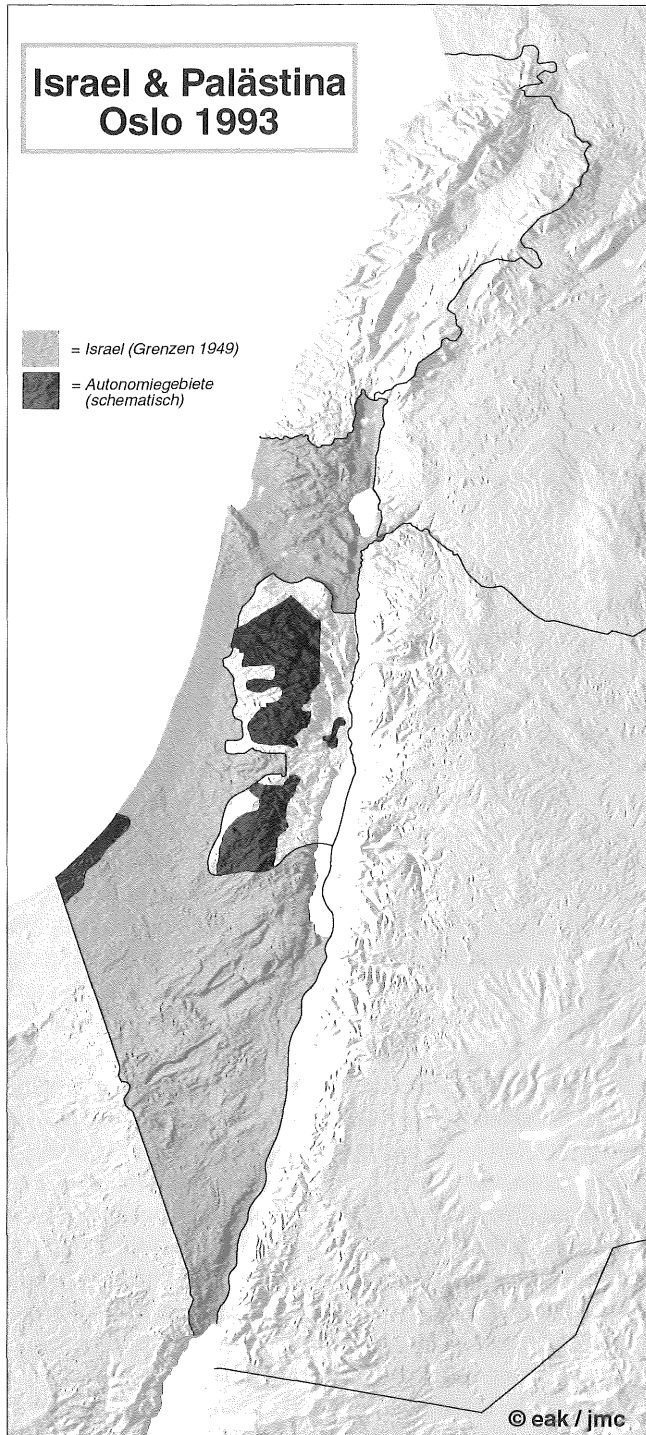 Israel & Palästina
Oslo 1993
= Israel (Grenzen 1949)
= Autonomiegebiete
(schematisch)
© eak / jmc